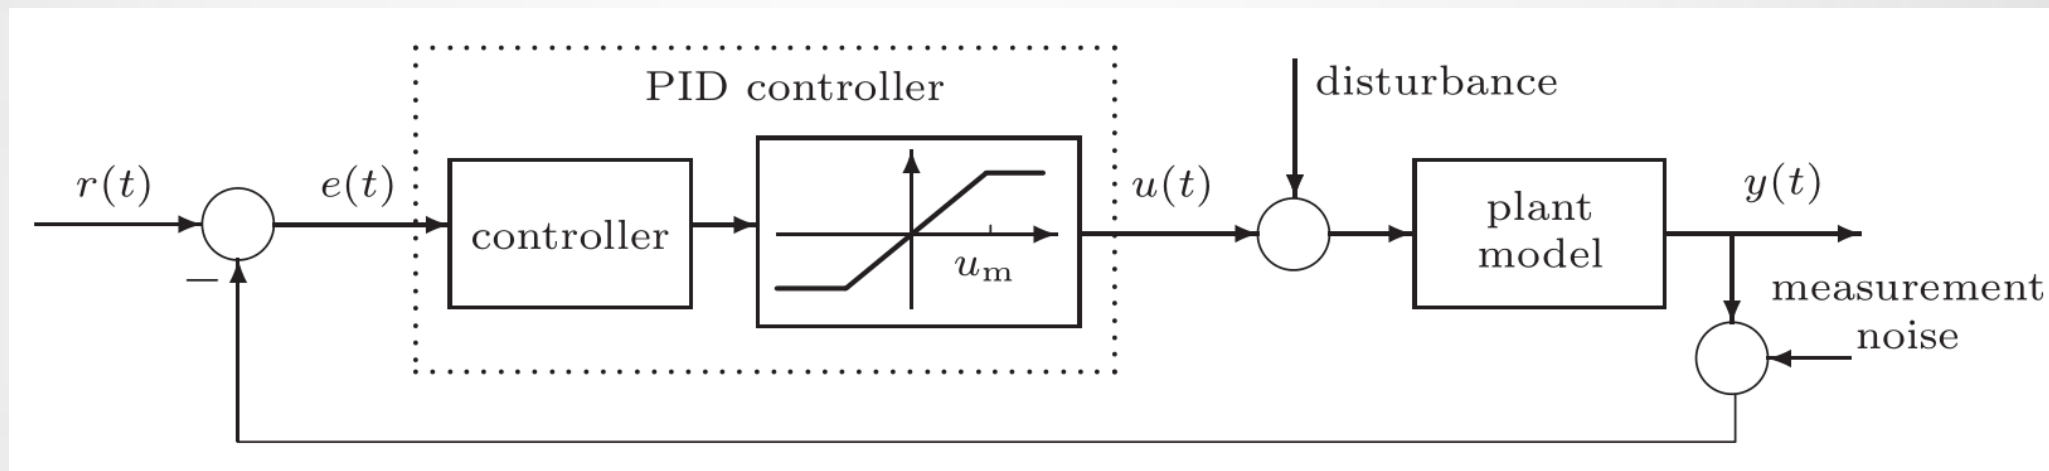 PID controller
disturbance
r(t)
e(t)
controller
u_m
u(t)
plant
model
y(t)
measurement
noise
−